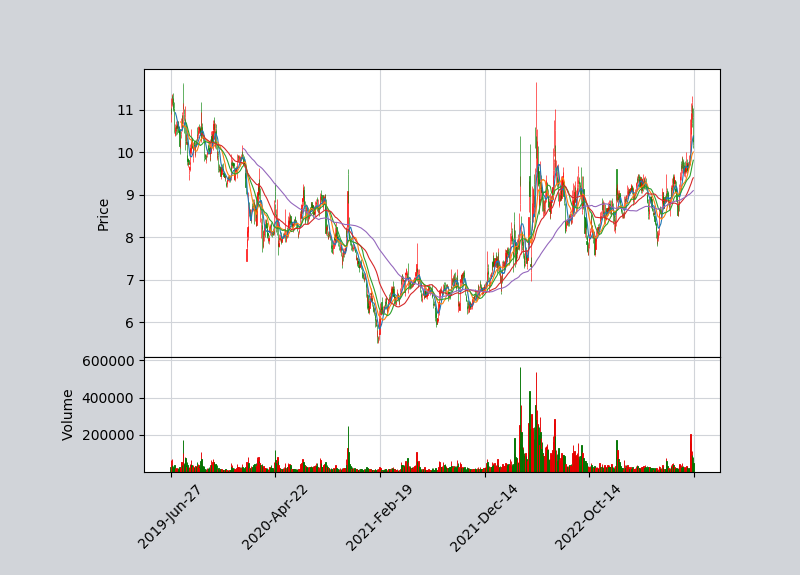 Price
11
10
9
8
7
6
Volume
600000
400000
200000
2019-Jun-27
2020-Apr-22
2021-Feb-19
2021-Dec-14
2022-Oct-14